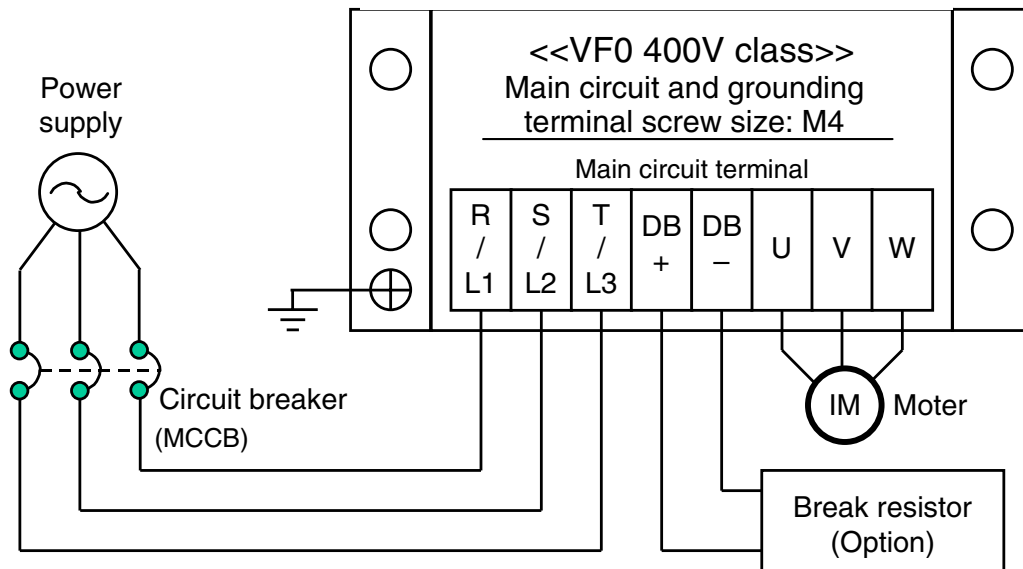 <<VF0 400V class>>
Main circuit and grounding
terminal screw size: M4
Power
supply
Main circuit terminal
R
/
L1
S
/
L2
T
/
L3
DB
+
DB
–
U
V
W
Circuit breaker
(MCCB)
IM
Moter
Break resistor
(Option)